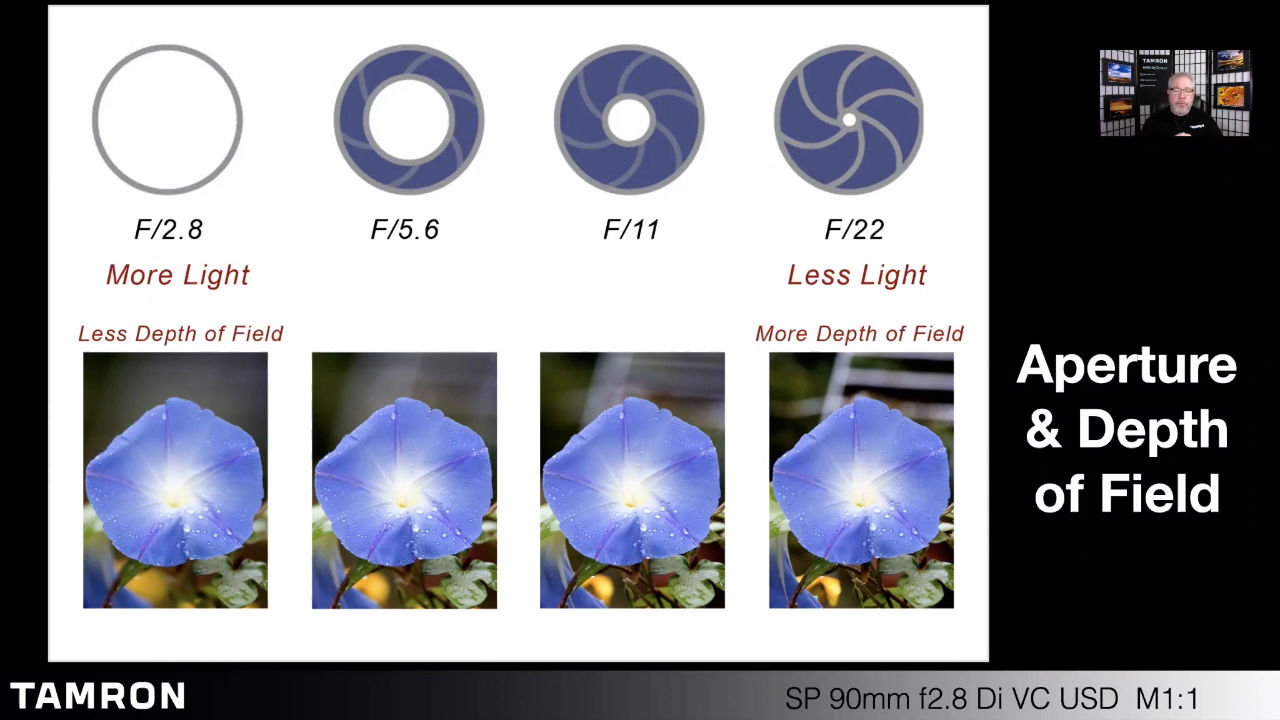 F/2.8
F/5.6
F/11
F/22
More Light
Less Light
Less Depth of Field
More Depth of Field
TAMRON
Aperture
& Depth
of Field
TAMRON
SP 90mm f2.8 Di VC USD M1:1